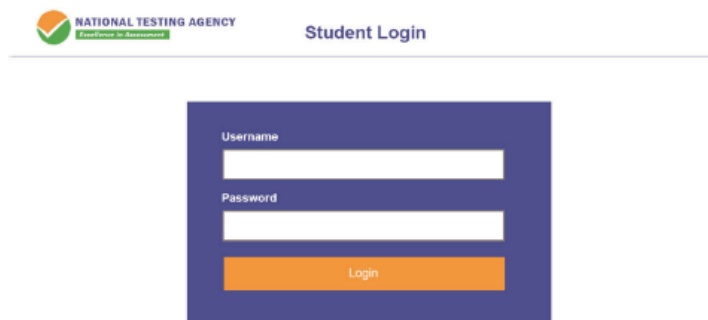 NATIONAL TESTING AGENCY
Excellence in Assessment
Student Login
Username
Password
Login